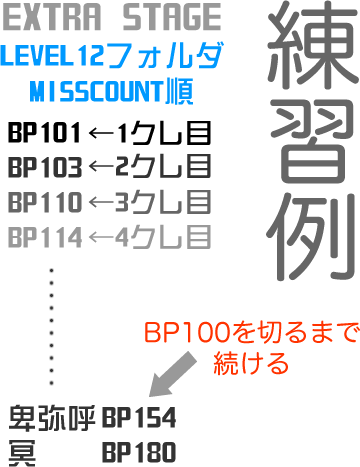 EXTRA STAGE
LEVEL12フォルダ
MISSCOUNT順
練習例
BP101←1クレ目
BP103←2クレ目
BP110←3クレ目
BP114←4クレ目
BP100を切るまで
続ける
卑弥呼 BP154
冥 BP180